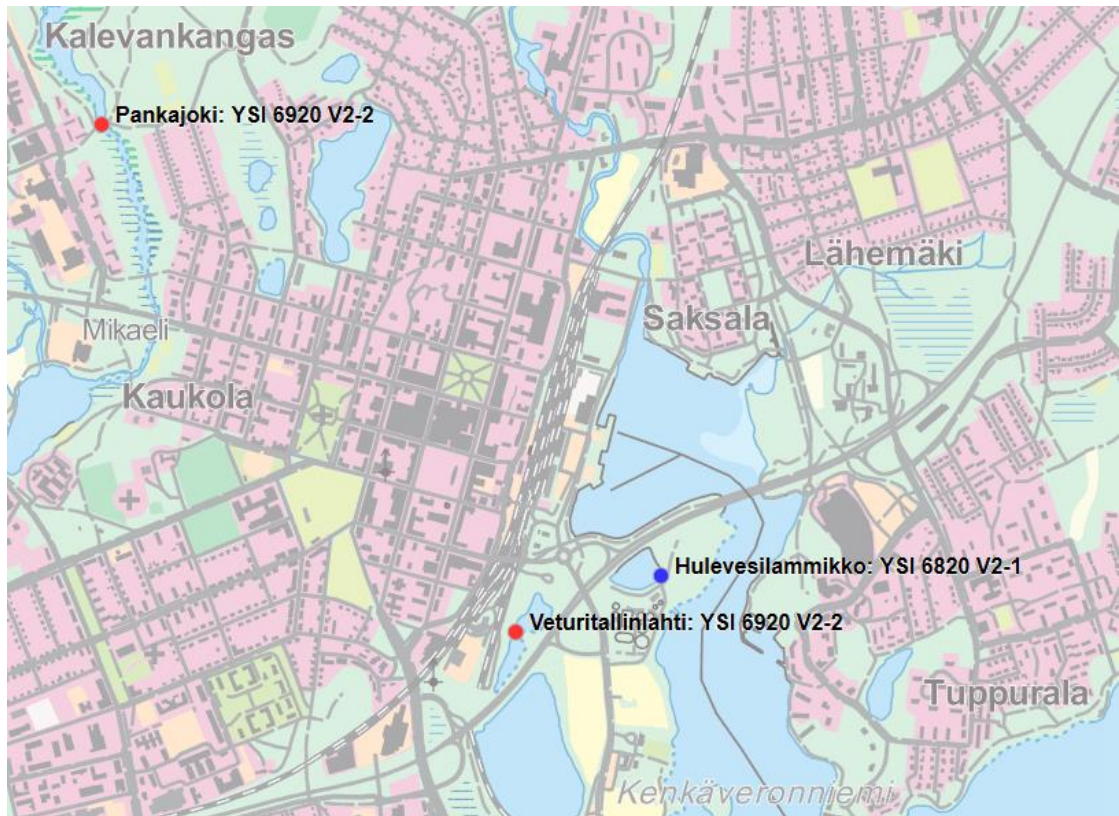 Kalevankangas
Pankajoki: YSI 6920 V2-2
Lähemäki
Saksala
Mikaeli
Kaukola
Hulevesilammikko: YSI 6820 V2-1
Veturitallinlahti: YSI 6920 V2-2
Tuppurala
Kenkäveronniemi